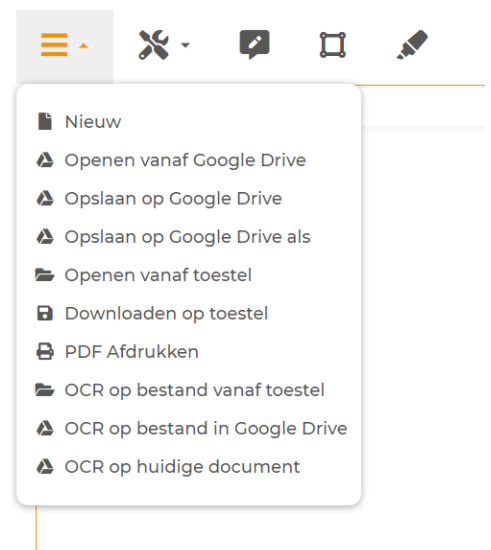 Nieuw
Openen vanaf Google Drive
Opslaan op Google Drive
Opslaan op Google Drive als
Openen vanaf toestel
Downloaden op toestel
PDF Afdrukken
OCR op bestand vanaf toestel
OCR op bestand in Google Drive
OCR op huidige document